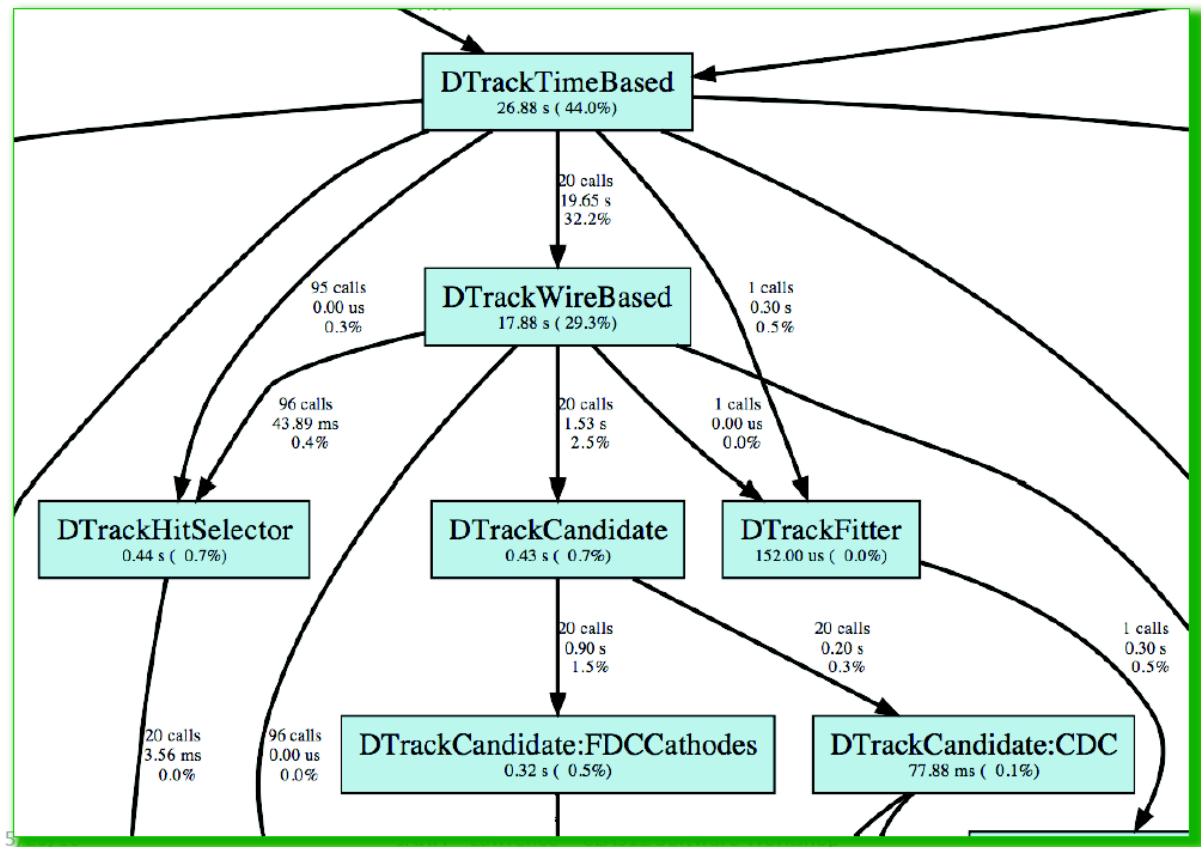 DTrackTimeBased
26.88 s ( 44.0%)
20 calls
19.65 s
32.2%
DTrackWireBased
17.88 s ( 29.3%)
95 calls
0.00 us
0.3%
1 calls
0.30 s
0.5%
96 calls
43.89 ms
0.4%
20 calls
1.53 s
2.5%
1 calls
0.00 us
0.0%
DTrackHitSelector
0.44 s ( 0.7%)
DTrackCandidate
0.43 s ( 0.7%)
DTrackFitter
152.00 us ( 0.0%)
20 calls
0.90 s
1.5%
20 calls
0.20 s
0.3%
1 calls
0.30 s
0.5%
20 calls
3.56 ms
0.0%
96 calls
0.00 us
0.0%
DTrackCandidate:FDCCathodes
0.32 s ( 0.5%)
DTrackCandidate:CDC
77.88 ms ( 0.1%)